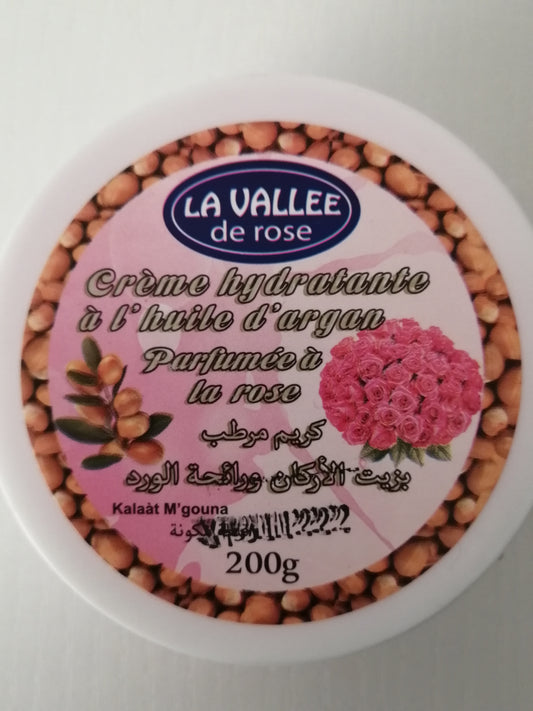 LA VALLEE
de rose
Crème hydratante
à l'huile d'argan
Parfumée à
la rose
كريم مرطب
بزيت الأركان ورائحة الورد
Kalaàt M'gouna
200g